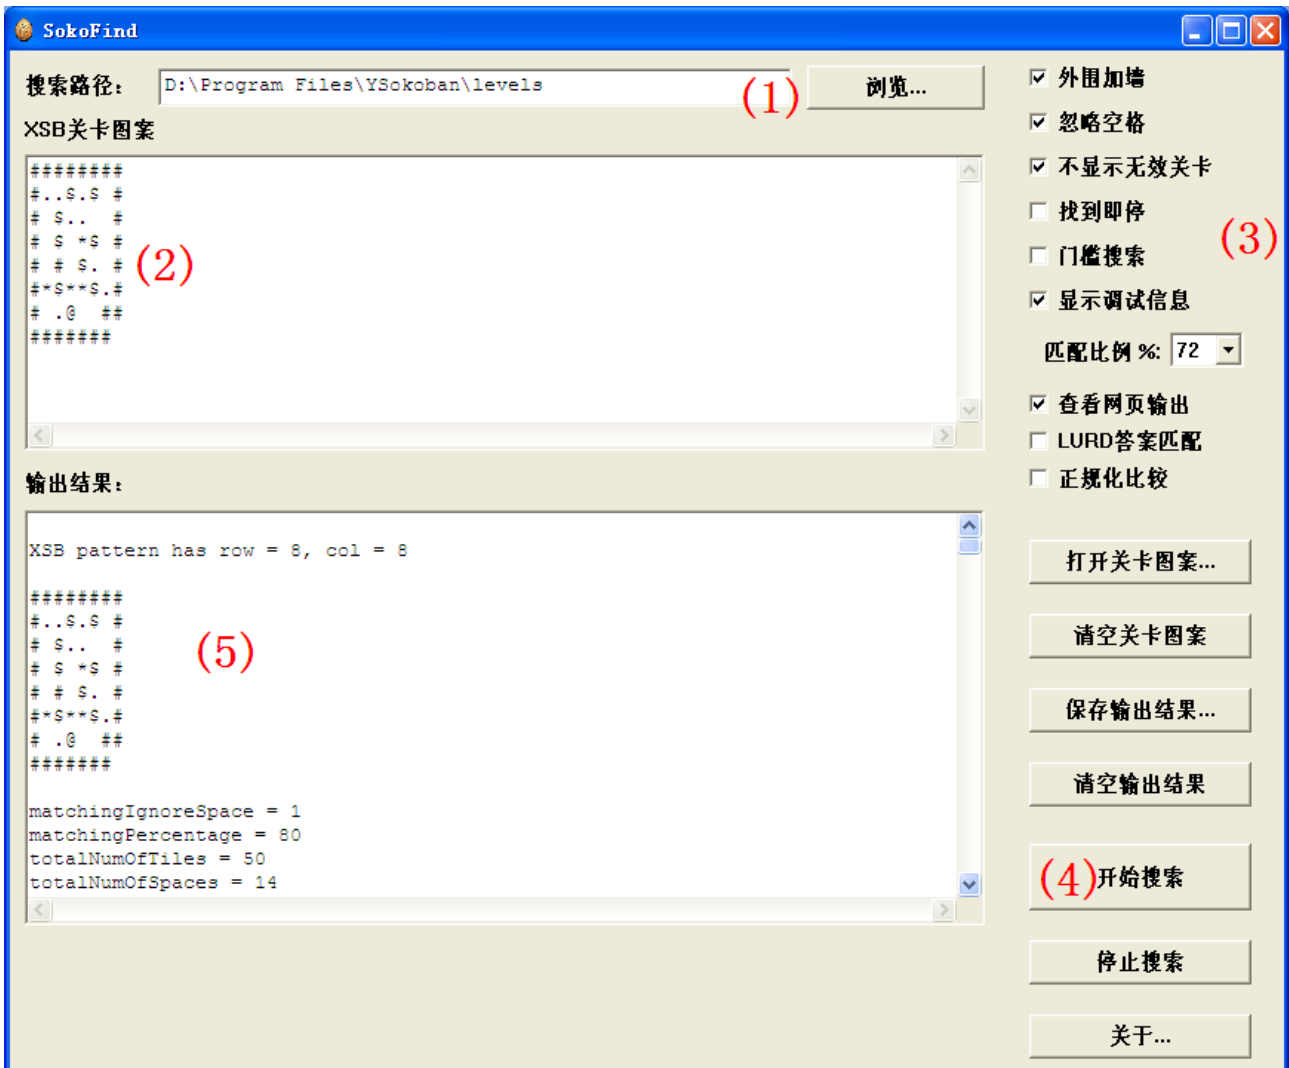 SokoFind
搜索路径： D:\Program Files\YSokoban\levels (1) 浏览...
XSB关卡图案
########
#..$.$ #
# $..  #
# $ *$ #
# # $. #
#*$**$.#
# .@  ##
#######
(2)
外围加墙
忽略空格
不显示无效关卡
找到即停
(3)
门槛搜索
显示调试信息
匹配比例 %: 72
查看网页输出
LURD答案匹配
正规化比较
输出结果：
XSB pattern has row = 8, col = 8
########
#..$.$ #
# $..  #
# $ *$ #
# # $. #
#*$**$.#
# .@  ##
#######
(5)
matchingIgnoreSpace = 1
matchingPercentage = 80
totalNumOfTiles = 50
totalNumOfSpaces = 14
打开关卡图案...
清空关卡图案
保存输出结果...
清空输出结果
(4)开始搜索
停止搜索
关于...